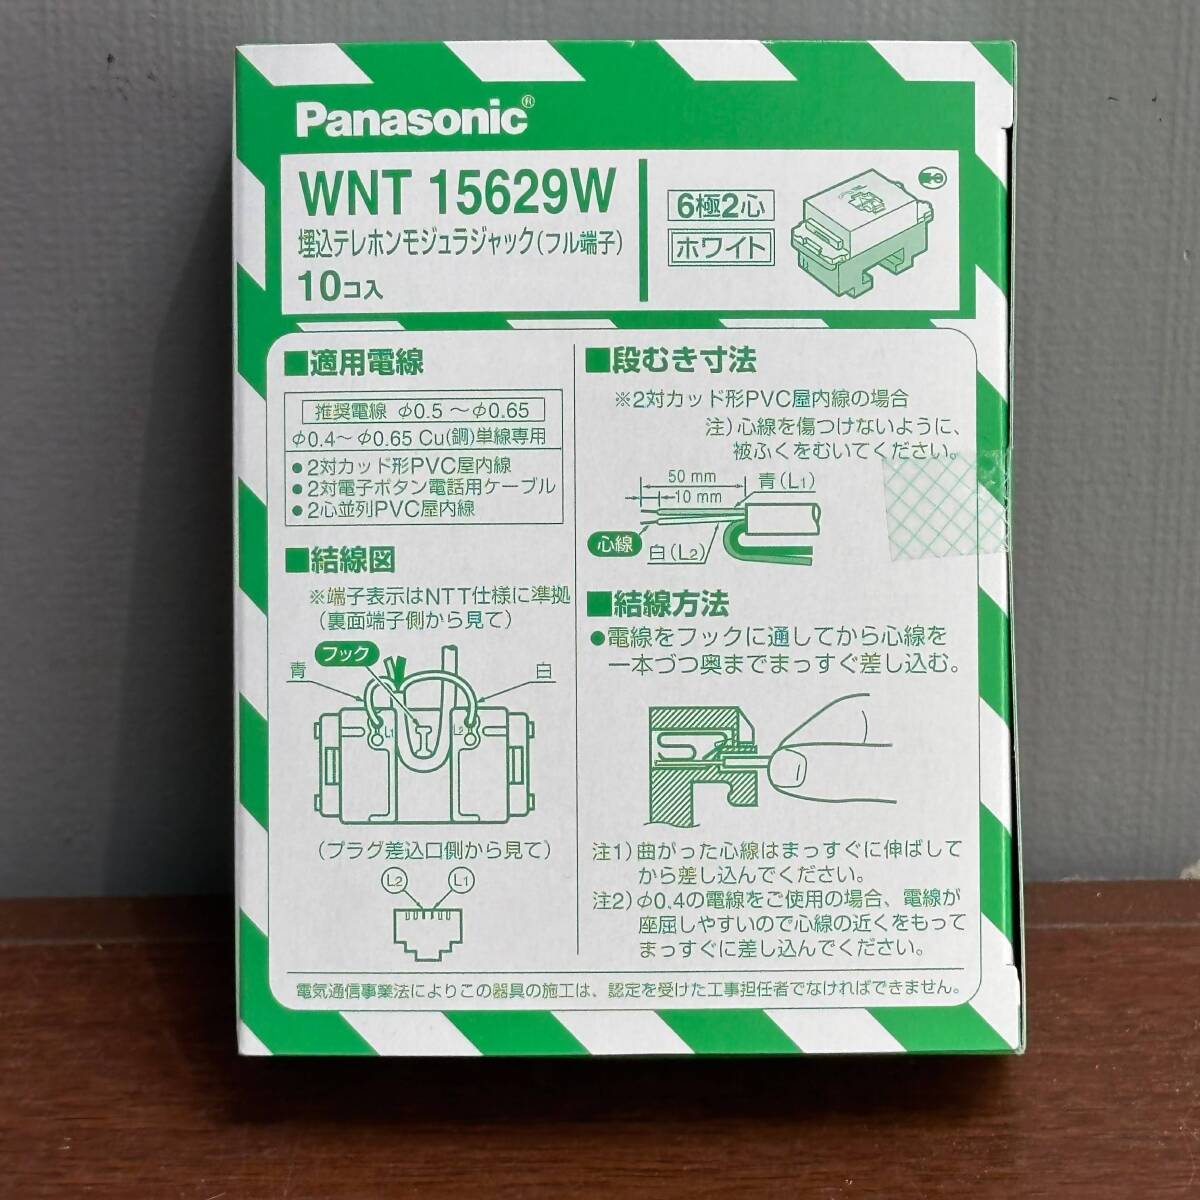 Panasonic®
WNT 15629W
埋込テレホンモジュラジャック(フル端子)
10コ入
6極2心
ホワイト
■適用電線
推奨電線 φ0.5 ～φ0.65
φ0.4～φ0.65 Cu(銅)単線専用
●2対カッド形PVC屋内線
●2対電子ボタン電話用ケーブル
●2心並列PVC屋内線
■結線図
※端子表示はNTT仕様に準拠
(裏面端子側から見て)
フック
青
白
L1
L2
(プラグ差込口側から見て)
L2
L1
■段むき寸法
※2対カッド形PVC屋内線の場合
注)心線を傷つけないように、
被ふくをむいてください。
50 mm
青(L1)
10 mm
心線
白(L2)
■結線方法
●電線をフックに通してから心線を
一本づつ奥までまっすぐ差し込む。
注1)曲がった心線はまっすぐに伸ばして
から差し込んでください。
注2)φ0.4の電線をご使用の場合、電線が
座屈しやすいので心線の近くをもって
まっすぐに差し込んでください。
電気通信事業法によりこの器具の施工は、認定を受けた工事担任者でなければできません。